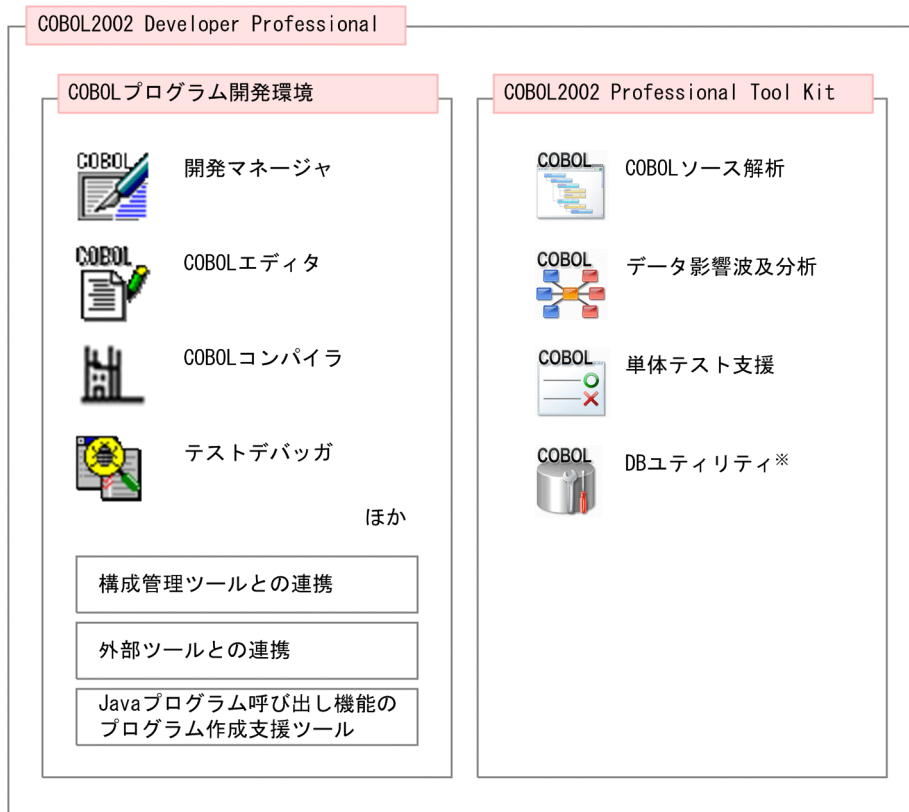 COBOL2002 Developer Professional
COBOLプログラム開発環境
COBOL
開発マネージャ
COBOL
COBOLエディタ
COBOLコンパイラ
テストデバッガ
ほか
構成管理ツールとの連携
外部ツールとの連携
Javaプログラム呼び出し機能の
プログラム作成支援ツール
COBOL2002 Professional Tool Kit
COBOL
COBOLソース解析
COBOL
データ影響波及分析
COBOL
単体テスト支援
COBOL
DBユティリティ※